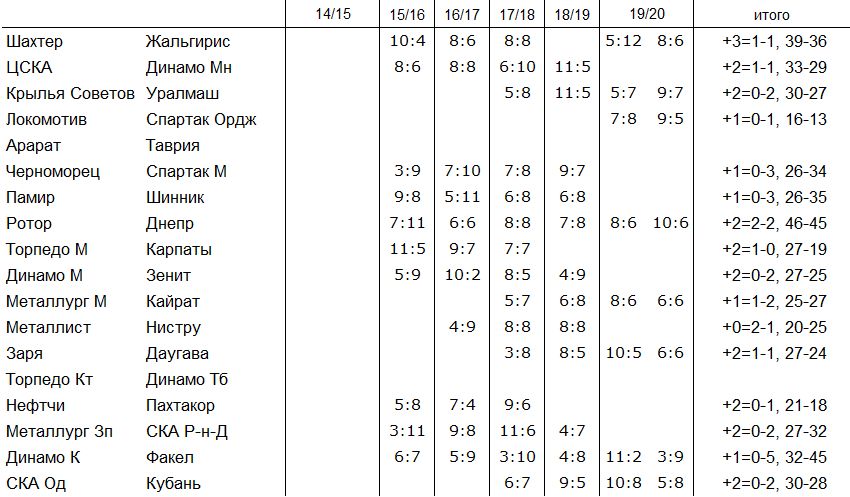 14/15 15/16 16/17 17/18 18/19 19/20 итого
Шахтер Жальгирис 10:4 8:6 8:8 5:12 8:6 +3=1-1, 39-36
ЦСКА Динамо Мн 8:6 8:8 6:10 11:5 +2=1-1, 33-29
Крылья Советов Уралмаш 5:8 11:5 5:7 9:7 +2=0-2, 30-27
Локомотив Спартак Ордж 7:8 9:5 +1=0-1, 16-13
Арарат Таврия
Черноморец Спартак М 3:9 7:10 7:8 9:7 +1=0-3, 26-34
Памир Шинник 9:8 5:11 6:8 6:8 +1=0-3, 26-35
Ротор Днепр 7:11 6:6 8:8 7:8 8:6 10:6 +2=2-2, 46-45
Торпедо М Карпаты 11:5 9:7 7:7 +2=1-0, 27-19
Динамо М Зенит 5:9 10:2 8:5 4:9 +2=0-2, 27-25
Металлург М Кайрат 5:7 6:8 8:6 6:6 +1=1-2, 25-27
Металлист Нистру 4:9 8:8 8:8 +0=2-1, 20-25
Заря Даугава 3:8 8:5 10:5 6:6 +2=1-1, 27-24
Торпедо Кт Динамо Тб
Нефтчи Пахтакор 5:8 7:4 9:6 +2=0-1, 21-18
Металлург Зп СКА Р-н-Д 3:11 9:8 11:6 4:7 +2=0-2, 27-32
Динамо К Факел 6:7 5:9 3:10 4:8 11:2 3:9 +1=0-5, 32-45
СКА Од Кубань 6:7 9:5 10:8 5:8 +2=0-2, 30-28